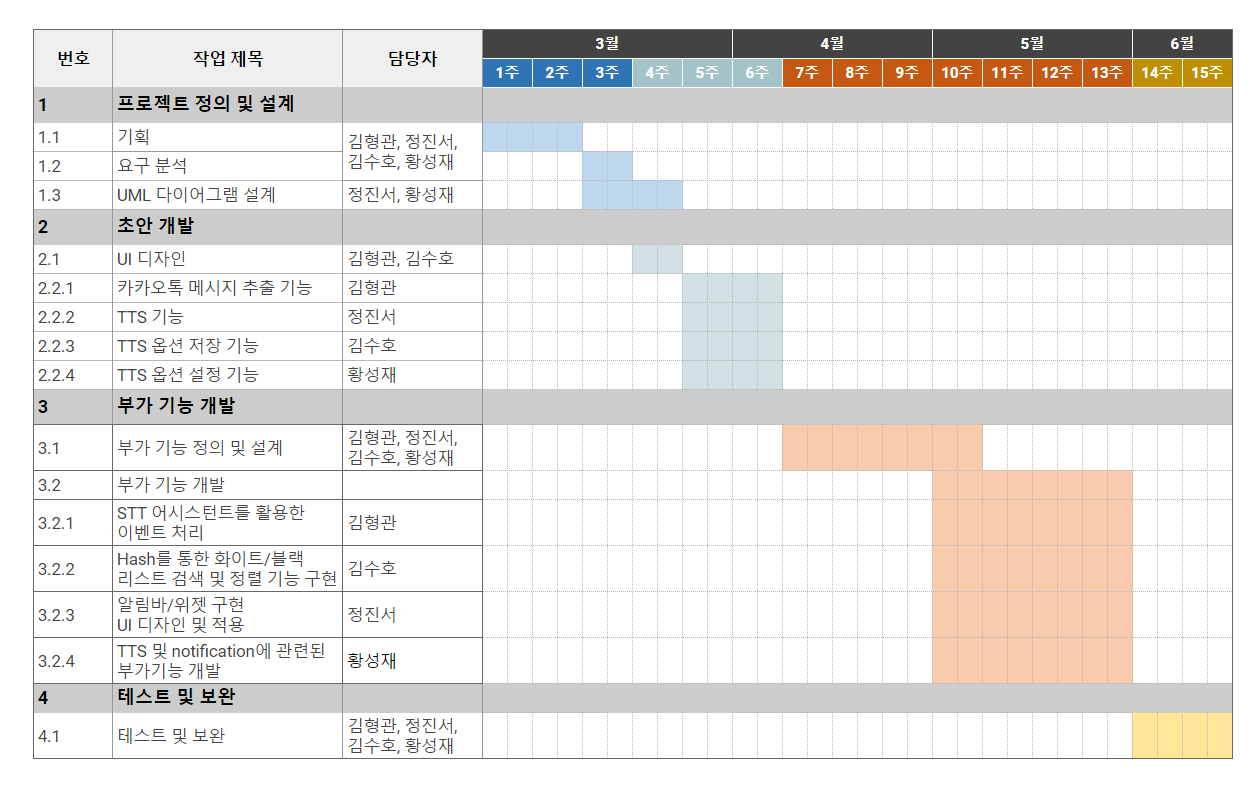 번호 작업 제목 담당자 3월 4월 5월 6월
1주 2주 3주 4주 5주 6주 7주 8주 9주 10주 11주 12주 13주 14주 15주
1 프로젝트 정의 및 설계
1.1 기획 김형관, 정진서,
김수호, 황성재
1.2 요구 분석
1.3 UML 다이어그램 설계 정진서, 황성재
2 초안 개발
2.1 UI 디자인 김형관, 김수호
2.2.1 카카오톡 메시지 추출 기능 김형관
2.2.2 TTS 기능 정진서
2.2.3 TTS 옵션 저장 기능 김수호
2.2.4 TTS 옵션 설정 기능 황성재
3 부가 기능 개발
3.1 부가 기능 정의 및 설계 김형관, 정진서,
김수호, 황성재
3.2 부가 기능 개발
3.2.1 STT 어시스턴트를 활용한
이벤트 처리 김형관
3.2.2 Hash를 통한 화이트/블랙
리스트 검색 및 정렬 기능 구현 김수호
3.2.3 알림바/위젯 구현
UI 디자인 및 적용 정진서
3.2.4 TTS 및 notification에 관련된
부가기능 개발 황성재
4 테스트 및 보완
4.1 테스트 및 보완 김형관, 정진서,
김수호, 황성재